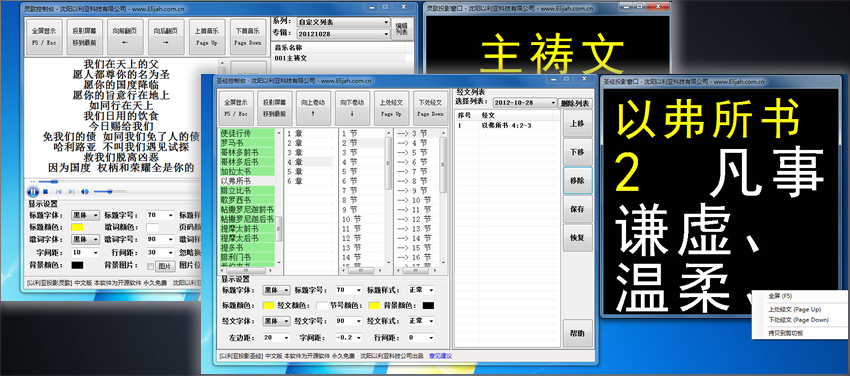 灵歌控制台 - 沈阳以利亚科技有限公司 - www.Elijah.com.cn
全屏显示 F5 / Esc
投影屏幕 移到最前
向前翻页 ←
向后翻页 →
上首音乐 Page Up
下首音乐 Page Down
系列: 自定义列表
专辑: 20121028
编辑列表
音乐名称
001主祷文
我们在天上的父
愿人都尊你的名为圣
愿你的国度降临
愿你的旨意行在地上
如同行在天上
我们日用的饮食
今日赐给我们
免我们的债 如同我们免了人的债
哈利路亚 不叫我们遇见试探
救我们脱离凶恶
因为国度 权柄和荣耀全是你的
显示设置
标题字体: 黑体 标题字号: 70 标题样
标题颜色: 歌词颜色: 页码颜
歌词字体: 黑体 歌词字号: 90 歌词样
字间距: 10 行间距: 30 忽略换
背景颜色: 背景图片: 图片 图片位
[以利亚投影灵歌] 中文版 本软件为开源软件 永久免费 沈阳以利亚科
灵歌投影窗口 - 沈阳以利亚科技有限公司 - www.Elijah.com.cn
主祷文
圣经控制台 - 沈阳以利亚科技有限公司 - www.Elijah.com.cn
全屏显示 F5 / Esc
投影屏幕 移到最前
向上卷动 ↑
向下卷动 ↓
上处经文 Page Up
下处经文 Page Down
经文列表
选择列表: 2012-10-28 删除列表
序号 经文
1 以弗所书 4:2-3
上移
下移
移除
保存
恢复
帮助
使徒行传
罗马书
哥林多前书
哥林多后书
加拉太书
以弗所书
腓立比书
歌罗西书
帖撒罗尼迦前书
帖撒罗尼迦后书
提摩太前书
提摩太后书
提多书
腓利门书
1 章
2 章
3 章
4 章
5 章
6 章
1 节
2 节
3 节
4 节
5 节
6 节
7 节
8 节
9 节
10 节
11 节
12 节
13 节
14 节
15 节
--> 3 节
--> 4 节
--> 5 节
--> 6 节
--> 7 节
--> 8 节
--> 9 节
--> 10 节
--> 11 节
--> 12 节
--> 13 节
--> 14 节
--> 15 节
--> 16 节
--> 17 节
显示设置
标题字体: 黑体 标题字号: 70 标题样式: 正常
标题颜色: 经文颜色: 节号颜色: 背景颜色:
经文字体: 黑体 经文字号: 90 经文样式: 正常
左边距: 20 字间距: -0.2 行间距: 0
[以利亚投影圣经] 中文版 本软件为开源软件 永久免费 沈阳以利亚科技公司出品 意见建议
圣经投影窗口 - 沈阳以利亚科技有限公司 - www.Elijah.com.cn
以弗所书
2 凡事
谦虚、
温柔、
全屏 (F5)
上处经文 (Page Up)
下处经文 (Page Down)
拷贝到剪切板